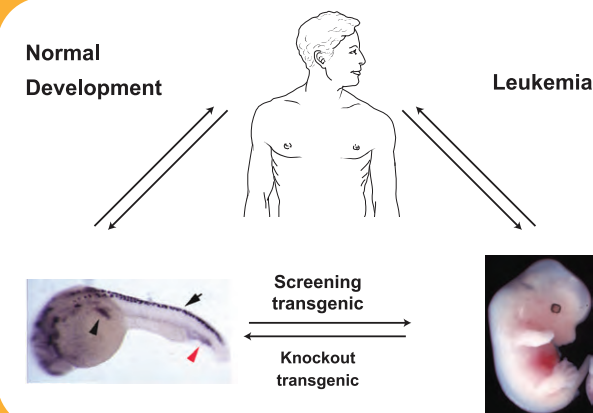 Normal
Development
Leukemia
Screening
transgenic
Knockout
transgenic